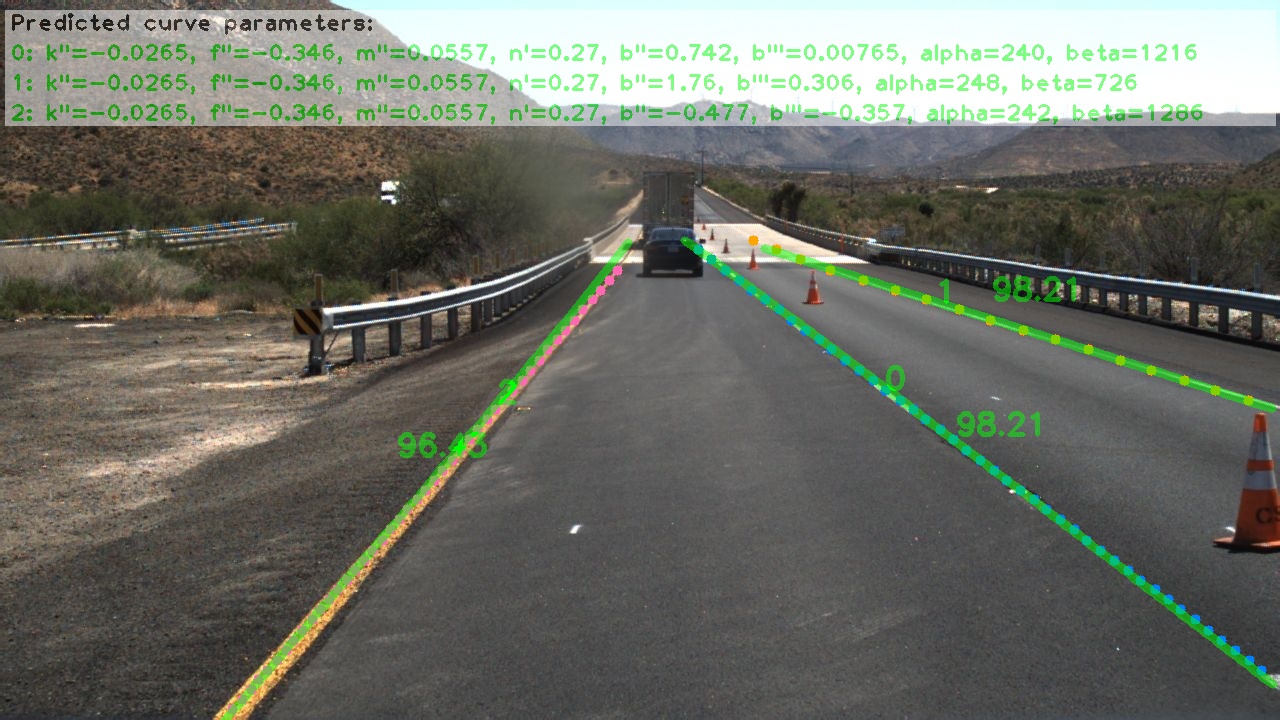 Predicted curve parameters:
0: k''=-0.0265, f''=-0.346, m''=0.0557, n'=0.27, b''=0.742, b'''=0.00765, alpha=240, beta=1216
1: k''=-0.0265, f''=-0.346, m''=0.0557, n'=0.27, b''=1.76, b'''=0.306, alpha=248, beta=726
2: k''=-0.0265, f''=-0.346, m''=0.0557, n'=0.27, b''=-0.477, b'''=-0.357, alpha=242, beta=1286
1 98.21
0
2
98.21